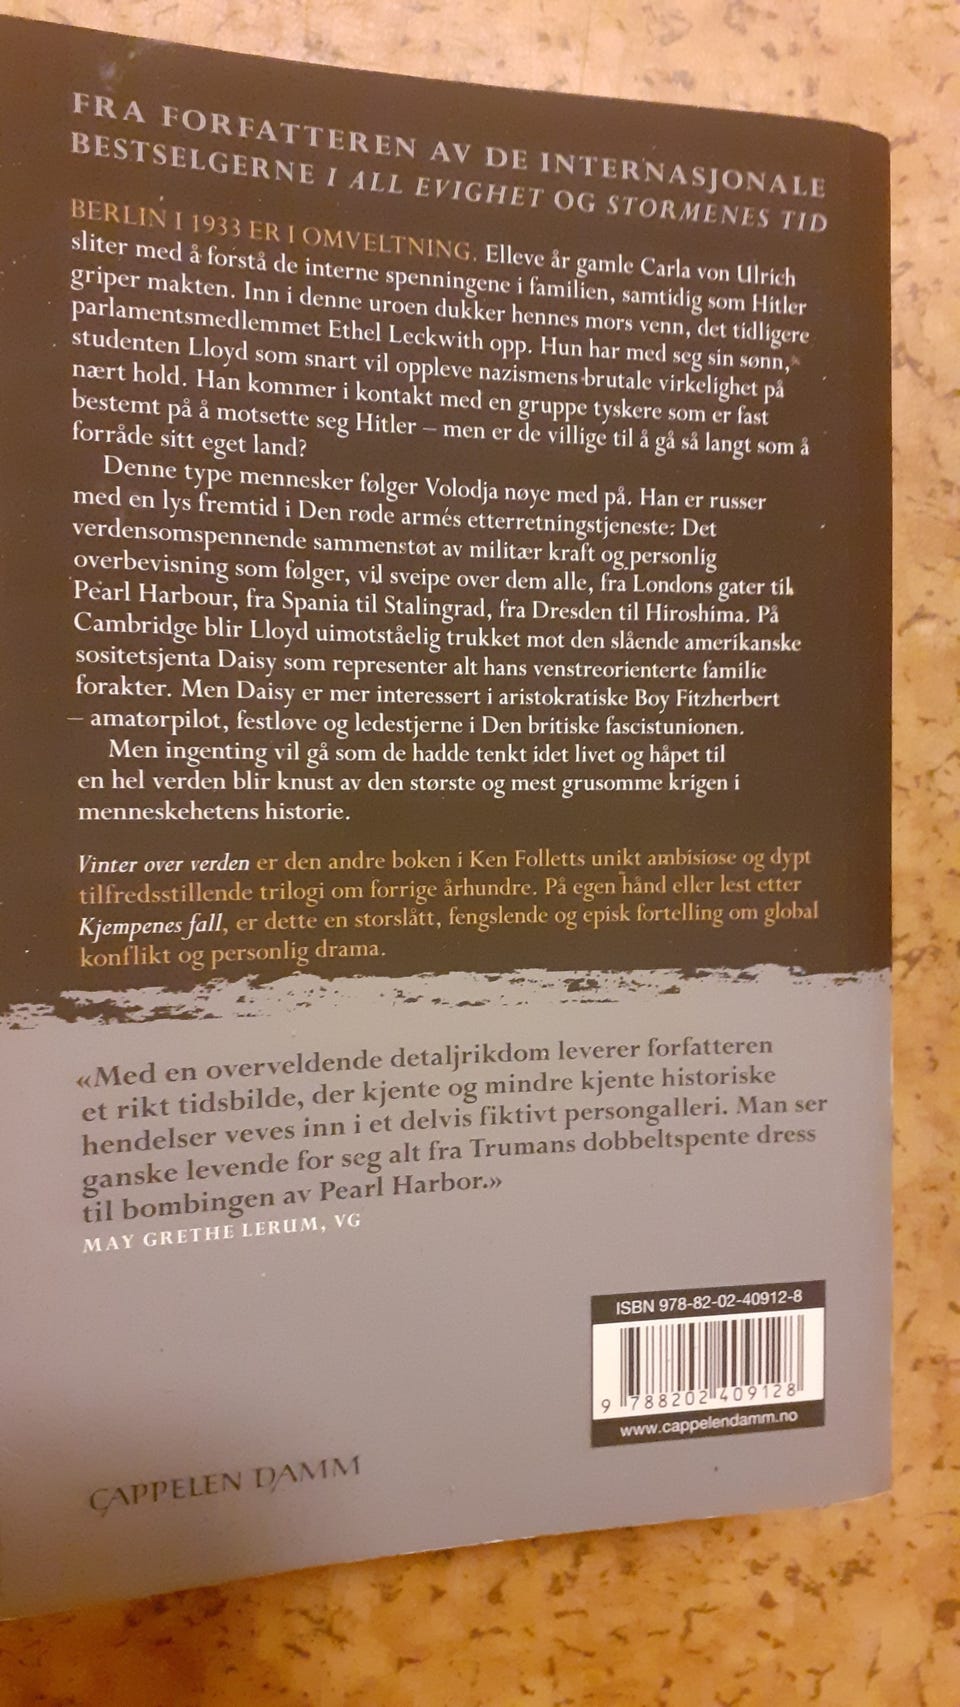 FRA FORFATTEREN AV DE INTERNASJONALE
BESTSELGERNE I ALL EVIGHET OG STORMENES TID
BERLIN I 1933 ER I OMVELTNING. Elleve år gamle Carla von Ulrich
sliter med å forstå de interne spenningene i familien, samtidig som Hitler
griper makten. Inn i denne uroen dukker hennes mors venn, det tidligere
parlamentsmedlemmet Ethel Leckwith opp. Hun har med seg sin sønn,
studenten Lloyd som snart vil oppleve nazismens brutale virkelighet på
nært hold. Han kommer i kontakt med en gruppe tyskere som er fast
bestemt på å motsette seg Hitler – men er de villige til å gå så langt som å
forråde sitt eget land?
Denne type mennesker følger Volodja nøye med på. Han er russer
med en lys fremtid i Den røde armés etterretningstjeneste: Det
verdensomspennende sammenstøt av militær kraft og personlig
overbevisning som følger, vil sveipe over dem alle, fra Londons gater til
Pearl Harbour, fra Spania til Stalingrad, fra Dresden til Hiroshima. På
Cambridge blir Lloyd uimotståelig trukket mot den slående amerikanske
sositetsjenta Daisy som representer alt hans venstreorienterte familie
forakter. Men Daisy er mer interessert i aristokratiske Boy Fitzherbert
– amatørpilot, festløve og ledestjerne i Den britiske fascistunionen.
Men ingenting vil gå som de hadde tenkt idet livet og håpet til
en hel verden blir knust av den største og mest grusomme krigen i
menneskehetens historie.
Vinter over verden er den andre boken i Ken Folletts unikt ambisiøse og dypt
tilfredsstillende trilogi om forrige århundre. På egen hånd eller lest etter
Kjempenes fall, er dette en storslått, fengslende og episk fortelling om global
konflikt og personlig drama.
«Med en overveldende detaljrikdom leverer forfatteren
et rikt tidsbilde, der kjente og mindre kjente historiske
hendelser veves inn i et delvis fiktivt persongalleri. Man ser
ganske levende for seg alt fra Trumans dobbeltspente dress
til bombingen av Pearl Harbor.»
MAY GRETHE LERUM, VG
ISBN 978-82-02-40912-8
9 788202 409128
www.cappelendamm.no
CAPPELEN DAMM